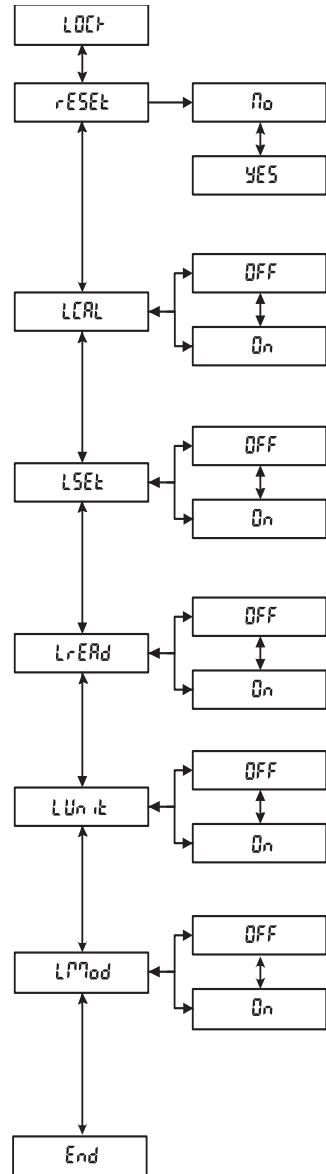 LOCk
rESEt
No
YES
LCAL
OFF
On
LSEt
OFF
On
LrEAd
OFF
On
LUnit
OFF
On
LMod
OFF
On
End